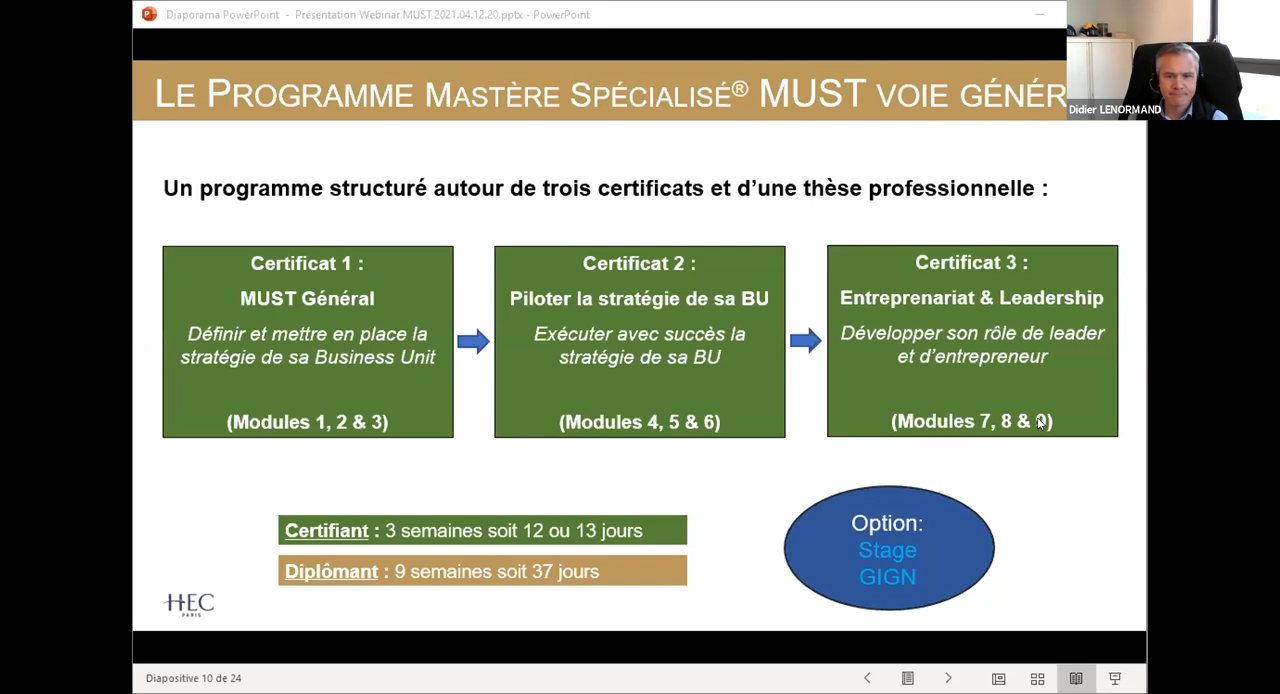 Diaporama PowerPoint - Présentation Webinar MUST 2021.04.12.20.pptx - PowerPoint
LE PROGRAMME MASTÈRE SPÉCIALISÉ® MUST VOIE GÉNÉR
Didier LENORMAND
Un programme structuré autour de trois certificats et d'une thèse professionnelle :
Certificat 1 :
MUST Général
Définir et mettre en place la
stratégie de sa Business Unit
(Modules 1, 2 & 3)
Certificat 2 :
Piloter la stratégie de sa BU
Exécuter avec succès la
stratégie de sa BU
(Modules 4, 5 & 6)
Certificat 3 :
Entreprenariat & Leadership
Développer son rôle de leader
et d'entrepreneur
(Modules 7, 8 & 9)
Certifiant : 3 semaines soit 12 ou 13 jours
Diplômant : 9 semaines soit 37 jours
Option:
Stage
GIGN
HEC
PARIS
Diapositive 10 de 24